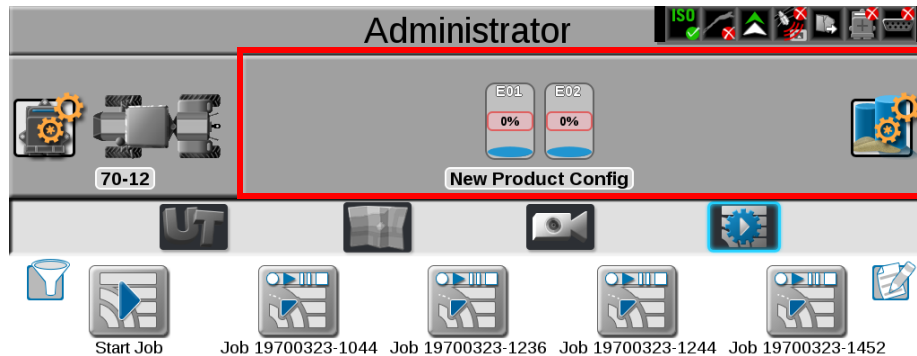 Administrator
ISO
E01 E02
0% 0%
70-12
New Product Config
UT
Start Job
Job 19700323-1044
Job 19700323-1236
Job 19700323-1244
Job 19700323-1452